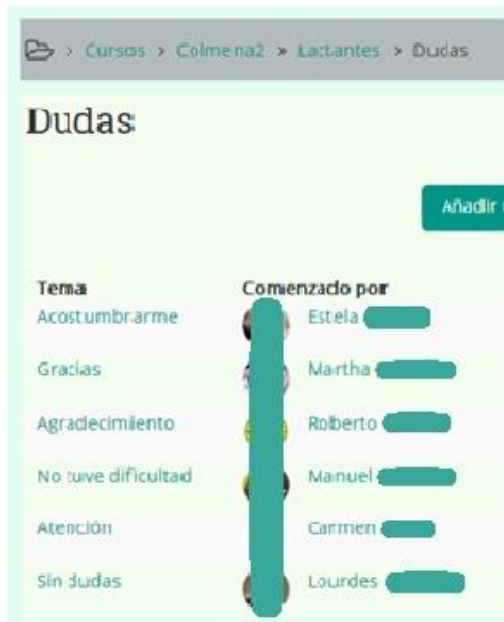 > Cursos > Colmena2 » Lactantes > Dudas
Dudas
Añadir
Tema Comenzado por
Acostumbrarme Estela
Gracias Martha
Agradecimiento Rolberto
No tuve dificultad Manuel
Atención Carmen
Sin dudas Lourdes